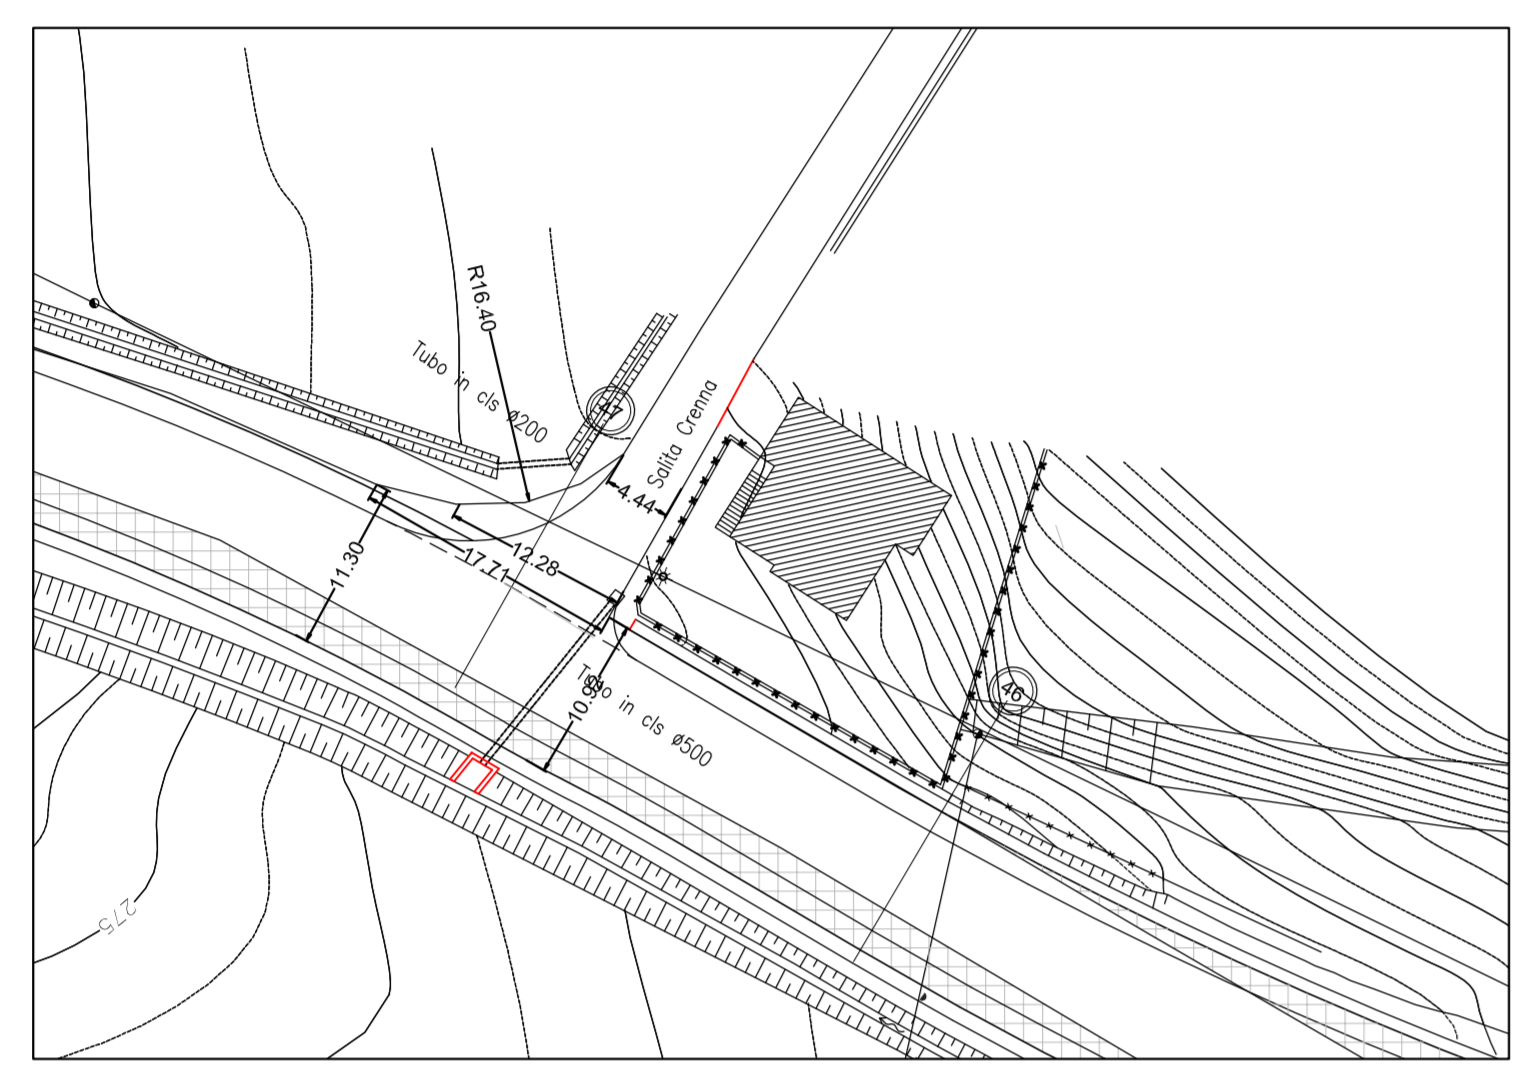 R16.40
Tubo in cls ø200
47
Salita Crenna
4.44
12.28
17.71
11.30
Tubo in cls ø500
46
275